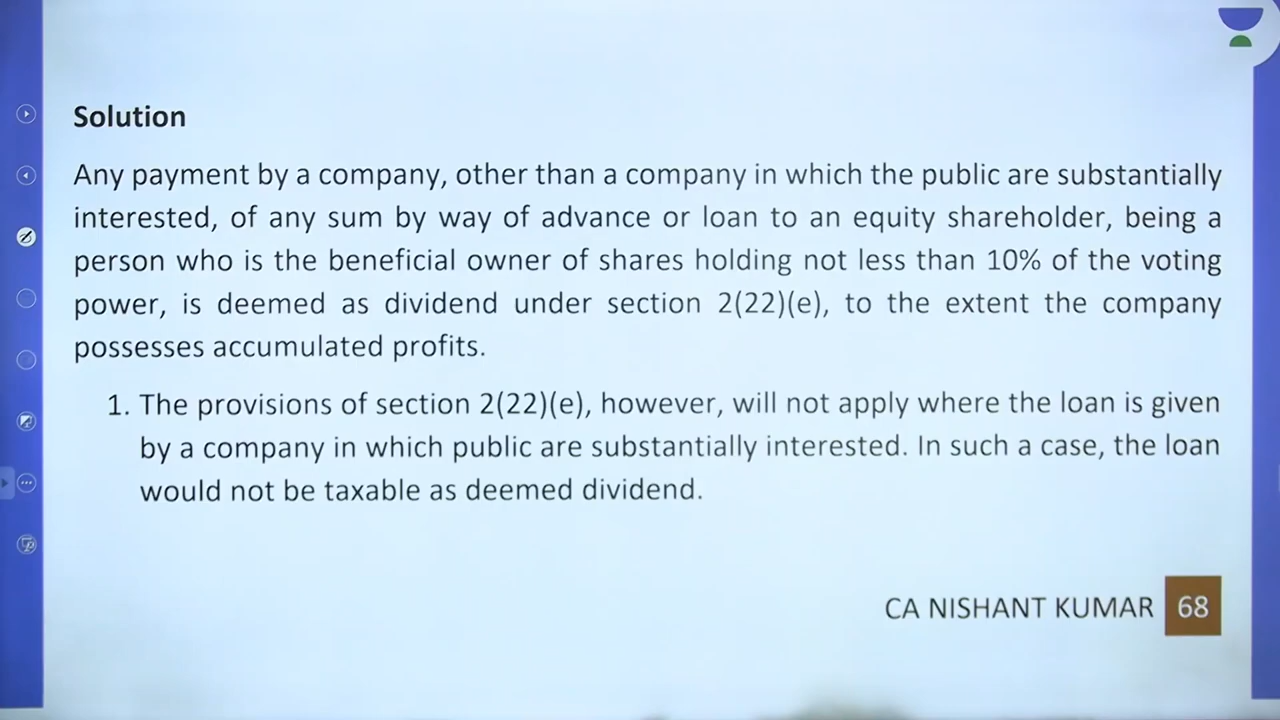 Solution
Any payment by a company, other than a company in which the public are substantially
interested, of any sum by way of advance or loan to an equity shareholder, being a
person who is the beneficial owner of shares holding not less than 10% of the voting
power, is deemed as dividend under section 2(22)(e), to the extent the company
possesses accumulated profits.
1. The provisions of section 2(22)(e), however, will not apply where the loan is given
by a company in which public are substantially interested. In such a case, the loan
would not be taxable as deemed dividend.
CA NISHANT KUMAR 68